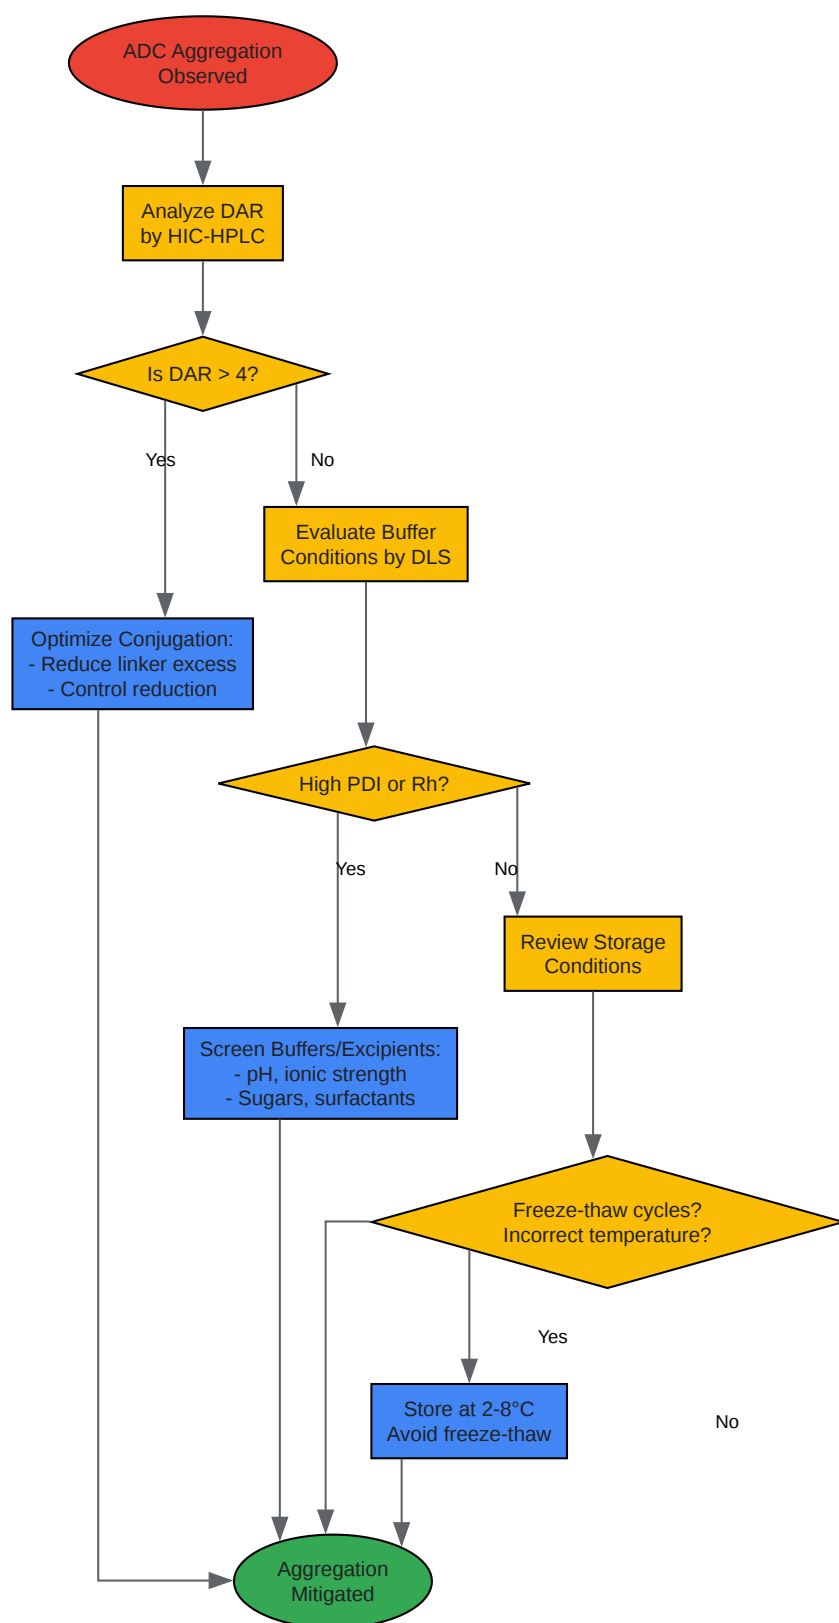 ADC Aggregation
Observed
Analyze DAR
by HIC-HPLC
Is DAR > 4?
Yes
No
Evaluate Buffer
Conditions by DLS
Optimize Conjugation:
- Reduce linker excess
- Control reduction
High PDI or Rh?
Yes
No
Review Storage
Conditions
Screen Buffers/Excipients:
- pH, ionic strength
- Sugars, surfactants
Freeze-thaw cycles?
Incorrect temperature?
Yes
Store at 2-8°C
Avoid freeze-thaw
No
Aggregation
Mitigated